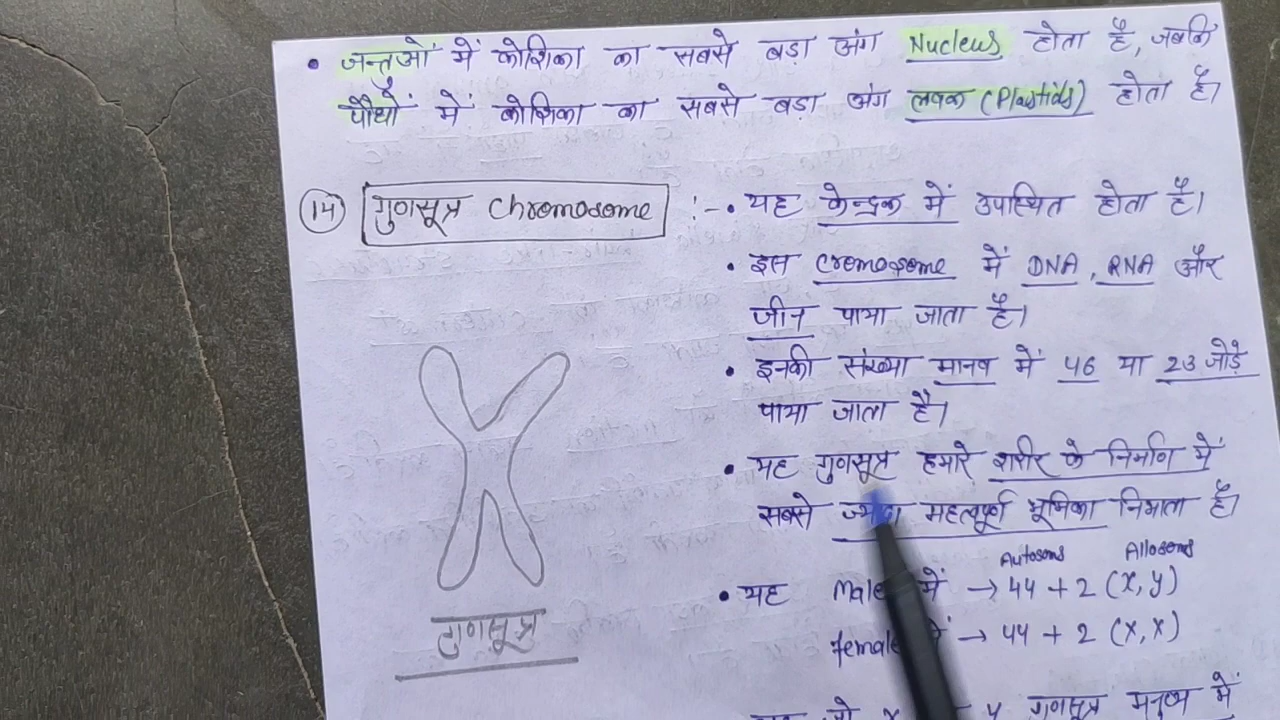 • जन्तुओं में कोशिका का सबसे बड़ा अंग Nucleus होता है, जबकि
पौधों में कोशिका का सबसे बड़ा अंग लवक (Plastids) होता है।
14 गुणसूत्र Chromosome :- • यह केन्द्रक में उपस्थित होता है।
• इस cromosome में DNA, RNA और
जीन पाया जाता है।
• इनकी संख्या मानव में 46 या 23 जोड़े
पाया जाता है।
• यह गुणसूत्र हमारे शरीर के निर्माण में
सबसे ज्यादा महत्वपूर्ण भूमिका निभाता है।
Autosoms Allosoms
• यह Male में → 44 + 2 (x, y)
female में → 44 + 2 (x, x)
गुणसूत्र
y गुणसूत्र मनुष्य में